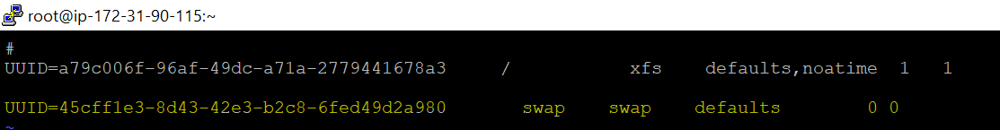 root@ip-172-31-90-115:~
#
UUID=a79c006f-96af-49dc-a71a-2779441678a3 / xfs defaults,noatime 1 1
UUID=45cff1e3-8d43-42e3-b2c8-6fed49d2a980 swap swap defaults 0 0
~